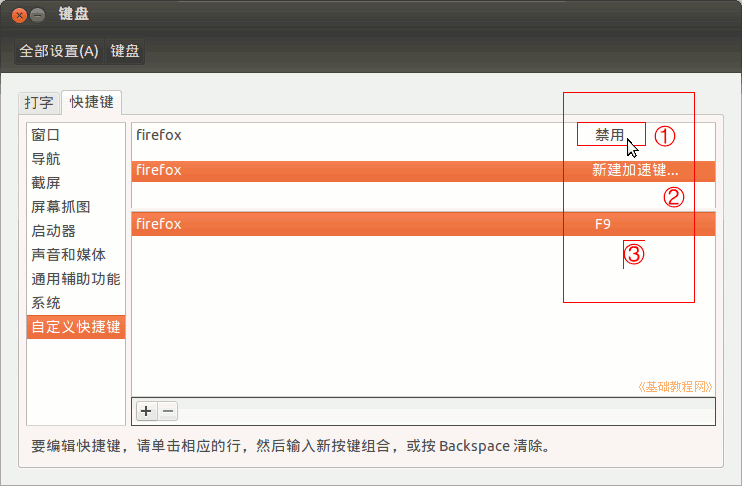 键盘
全部设置(A) 键盘
打字 快捷键
窗口
导航
截屏
屏幕抓图
启动器
声音和媒体
通用辅助功能
系统
自定义快捷键
firefox 禁用 ①
firefox 新建加速键...
②
firefox F9
③
《基础教程网》
要编辑快捷键，请单击相应的行，然后输入新按键组合，或按 Backspace 清除。